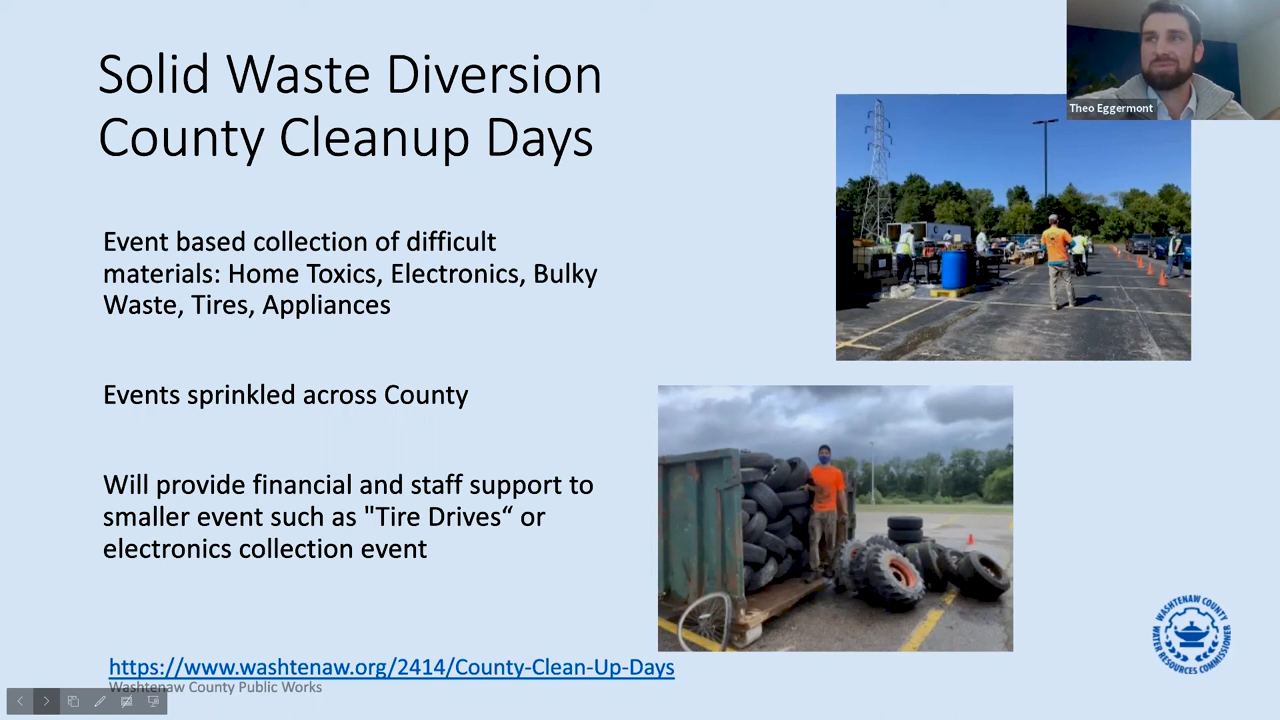 Solid Waste Diversion
County Cleanup Days
Theo Eggermont
Event based collection of difficult
materials: Home Toxics, Electronics, Bulky
Waste, Tires, Appliances
Events sprinkled across County
Will provide financial and staff support to
smaller event such as "Tire Drives“ or
electronics collection event
https://www.washtenaw.org/2414/County-Clean-Up-Days
Washtenaw County Public Works
WASHTENAW COUNTY
WATER RESOURCES COMMISSIONER